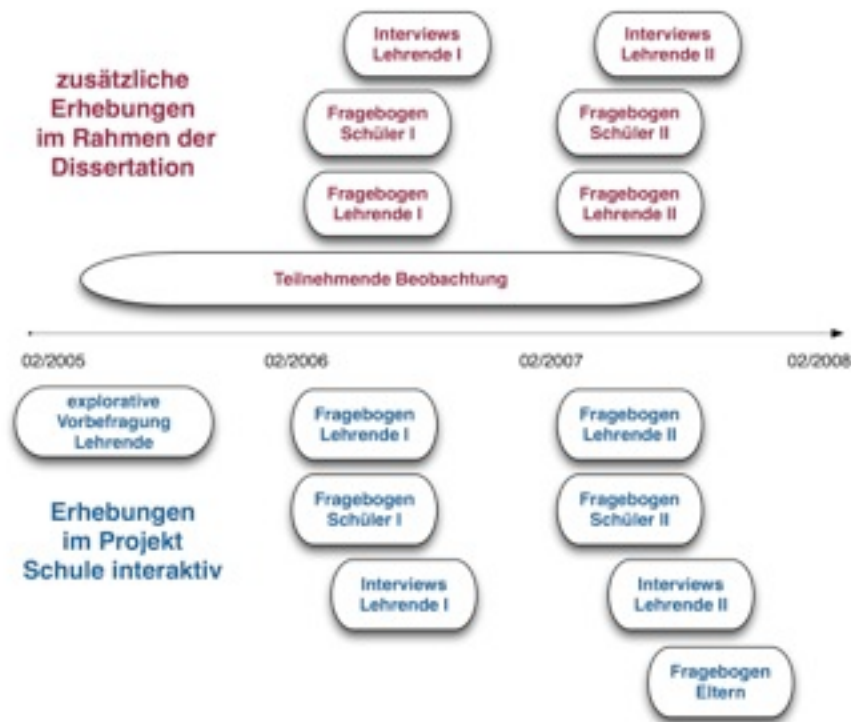 Interviews
Lehrende I
Interviews
Lehrende II
zusätzliche
Erhebungen
im Rahmen der
Dissertation
Fragebogen
Schüler I
Fragebogen
Schüler II
Fragebogen
Lehrende I
Fragebogen
Lehrende II
Teilnehmende Beobachtung
02/2005
02/2006
02/2007
02/2008
explorative
Vorbefragung
Lehrende
Fragebogen
Lehrende I
Fragebogen
Lehrende II
Erhebungen
im Projekt
Schule interaktiv
Fragebogen
Schüler I
Fragebogen
Schüler II
Interviews
Lehrende I
Interviews
Lehrende II
Fragebogen
Eltern